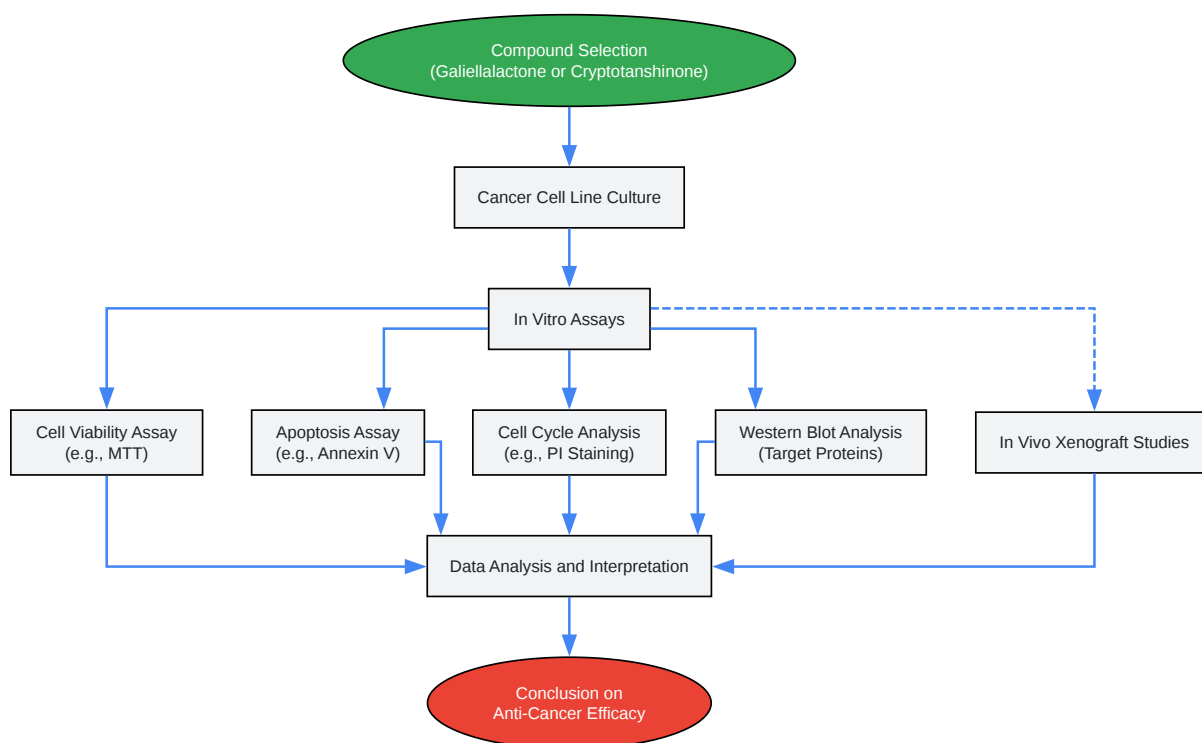 Compound Selection
(Galiellalactone or Cryptotanshinone)
Cancer Cell Line Culture
In Vitro Assays
Cell Viability Assay
(e.g., MTT)
Apoptosis Assay
(e.g., Annexin V)
Cell Cycle Analysis
(e.g., PI Staining)
Western Blot Analysis
(Target Proteins)
In Vivo Xenograft Studies
Data Analysis and Interpretation
Conclusion on
Anti-Cancer Efficacy